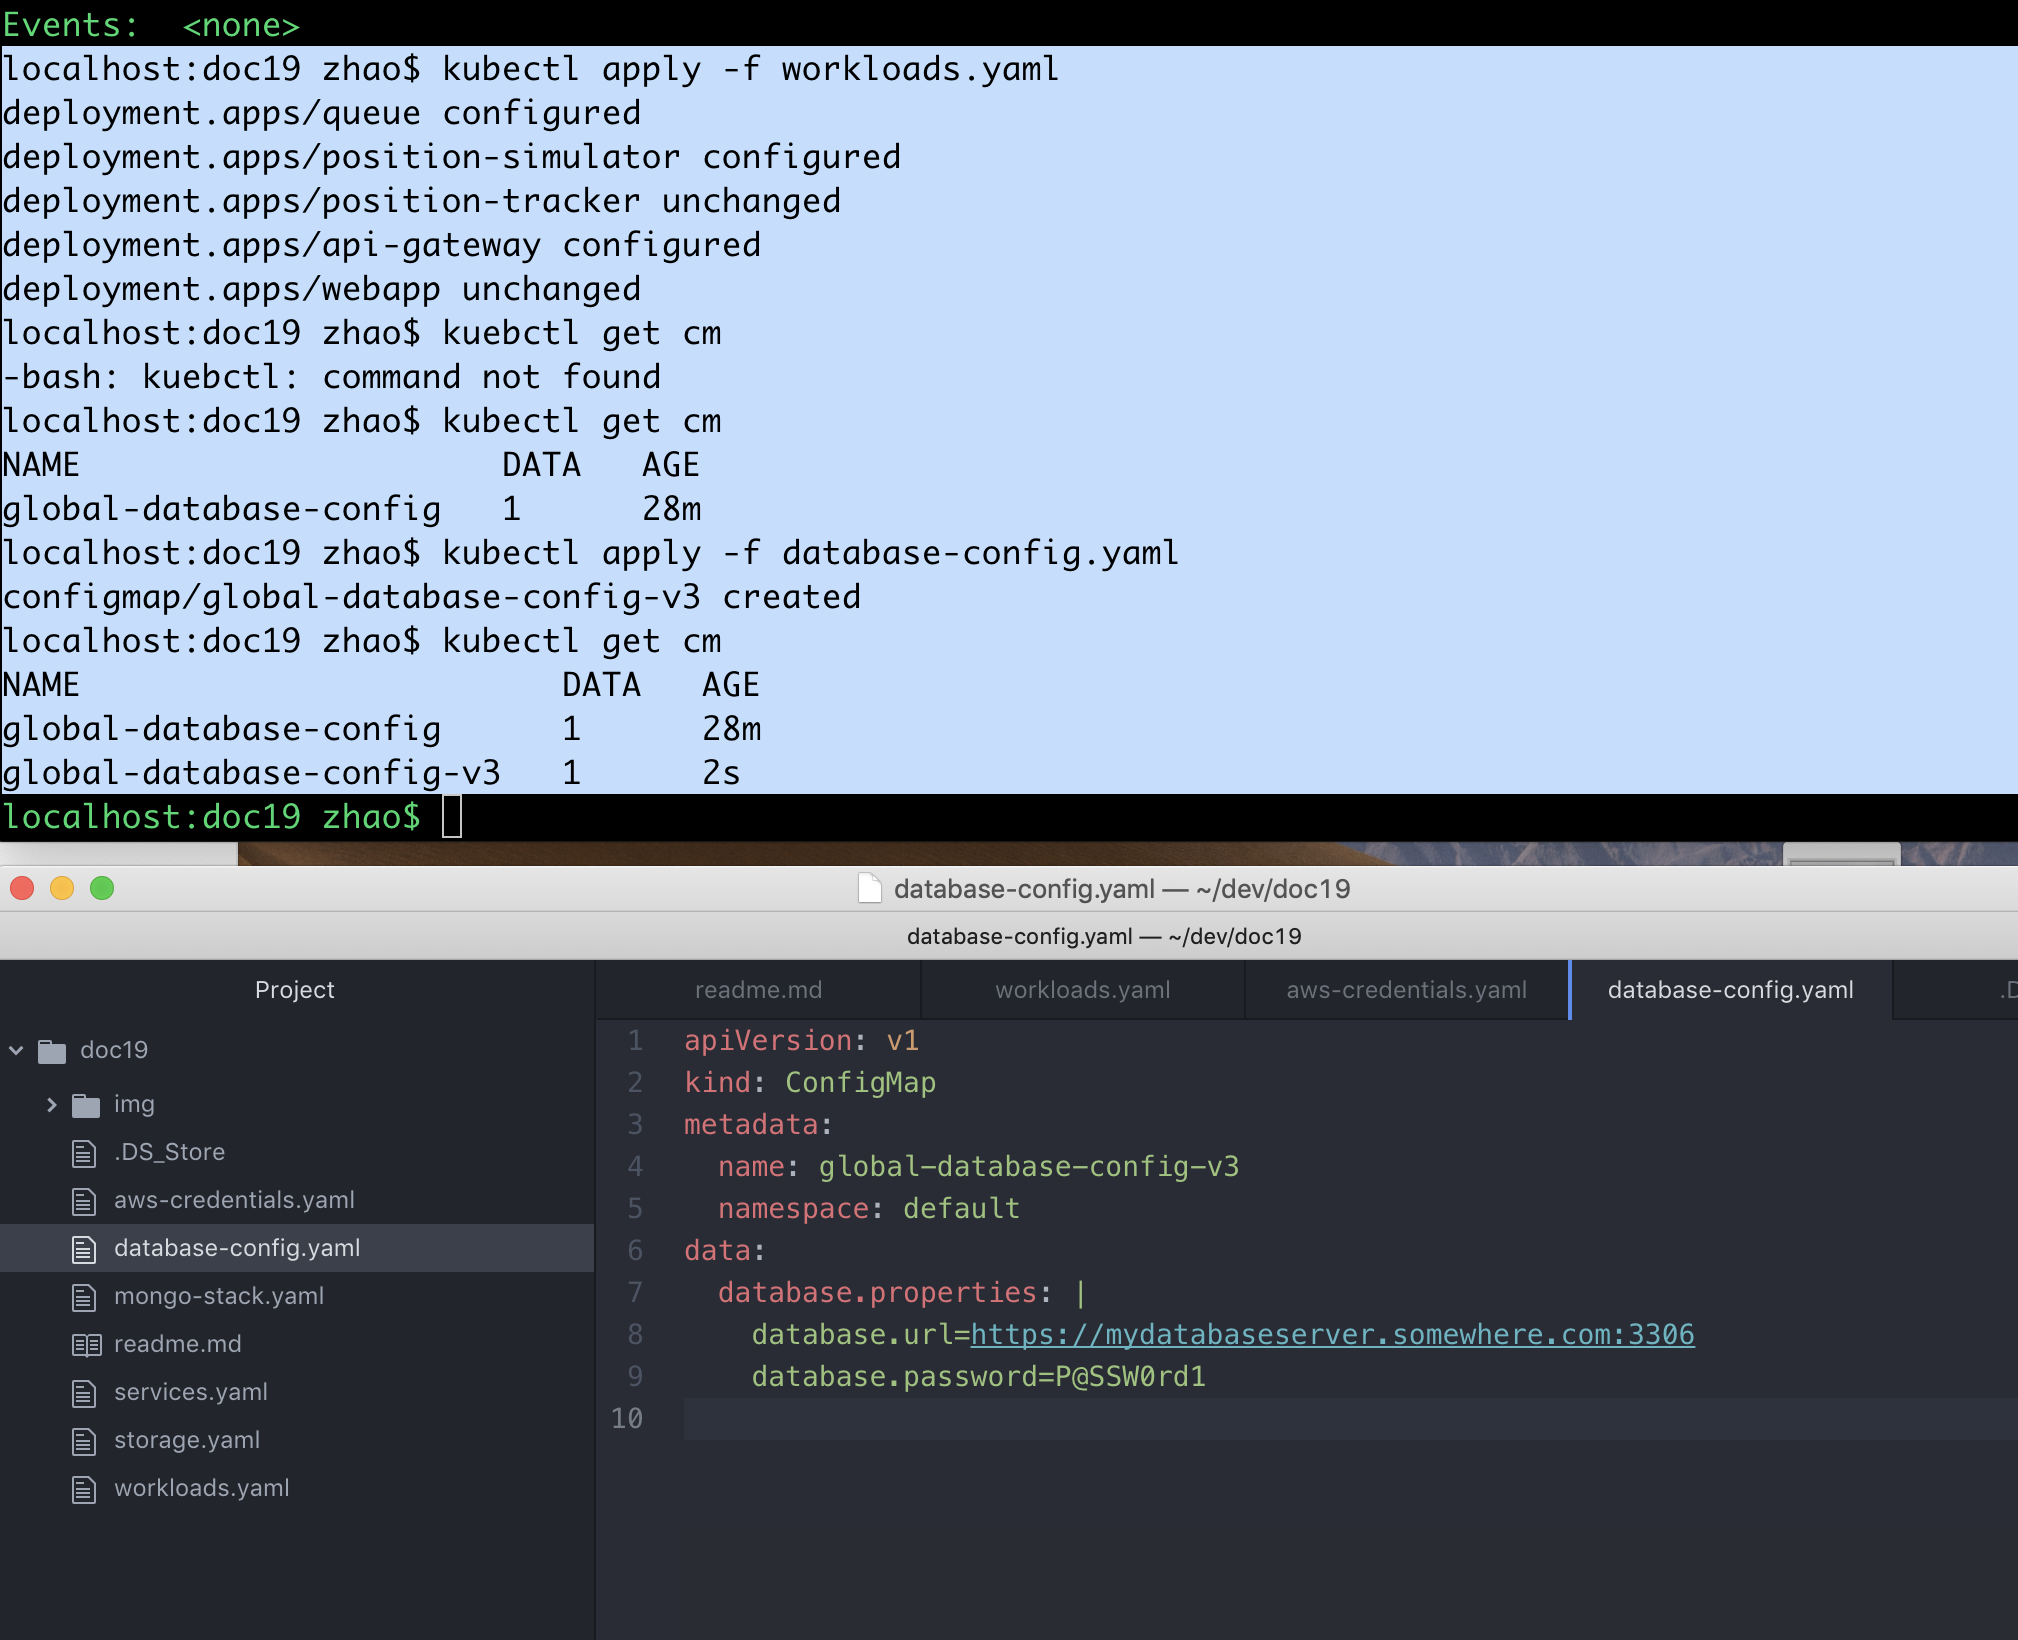 Events:  <none>
localhost:doc19 zhao$ kubectl apply -f workloads.yaml
deployment.apps/queue configured
deployment.apps/position-simulator configured
deployment.apps/position-tracker unchanged
deployment.apps/api-gateway configured
deployment.apps/webapp unchanged
localhost:doc19 zhao$ kuebctl get cm
-bash: kuebctl: command not found
localhost:doc19 zhao$ kubectl get cm
NAME                     DATA   AGE
global-database-config   1      28m
localhost:doc19 zhao$ kubectl apply -f database-config.yaml
configmap/global-database-config-v3 created
localhost:doc19 zhao$ kubectl get cm
NAME                        DATA   AGE
global-database-config      1      28m
global-database-config-v3   1      2s
localhost:doc19 zhao$
database-config.yaml — ~/dev/doc19
database-config.yaml — ~/dev/doc19
Project
doc19
img
.DS_Store
aws-credentials.yaml
database-config.yaml
mongo-stack.yaml
readme.md
services.yaml
storage.yaml
workloads.yaml
readme.md workloads.yaml aws-credentials.yaml database-config.yaml
1 apiVersion: v1
2 kind: ConfigMap
3 metadata:
4   name: global-database-config-v3
5   namespace: default
6 data:
7   database.properties: |
8     database.url=https://mydatabaseserver.somewhere.com:3306
9     database.password=P@SSW0rd1
10